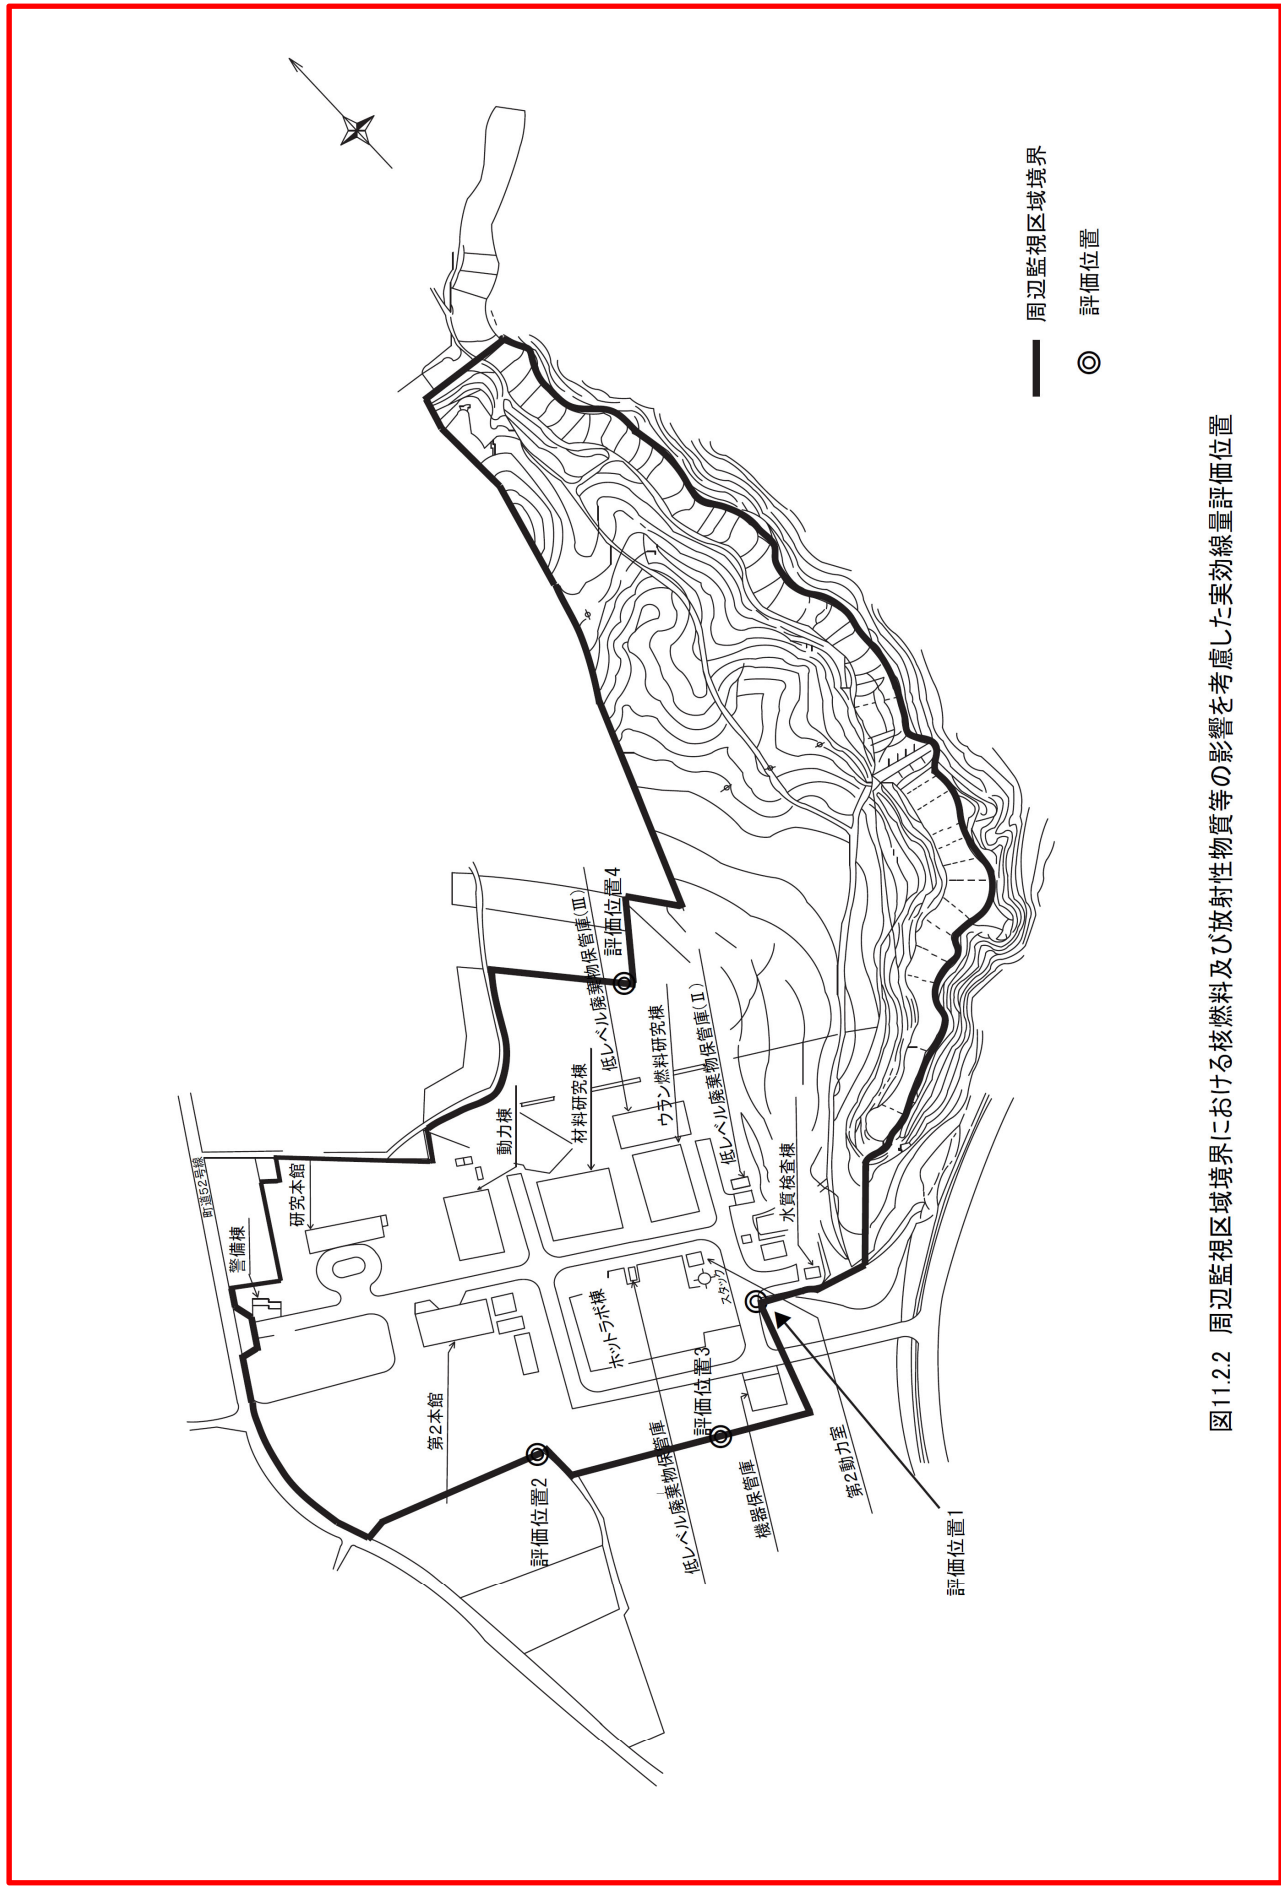 町道52号線
警備棟
研究本館
動力棟
材料研究棟
低レベル廃棄物保管庫(Ⅲ)
評価位置4
ウラン燃料研究棟
低レベル廃棄物保管庫(Ⅱ)
水質検査棟
第2本館
ホットラボ棟
スタック
評価位置2
評価位置3
低レベル廃棄物保管庫
機器保管庫
第2動力室
評価位置1
周辺監視区域境界
評価位置
図11.2.2 周辺監視区域境界における核燃料及び放射性物質等の影響を考慮した実効線量評価位置